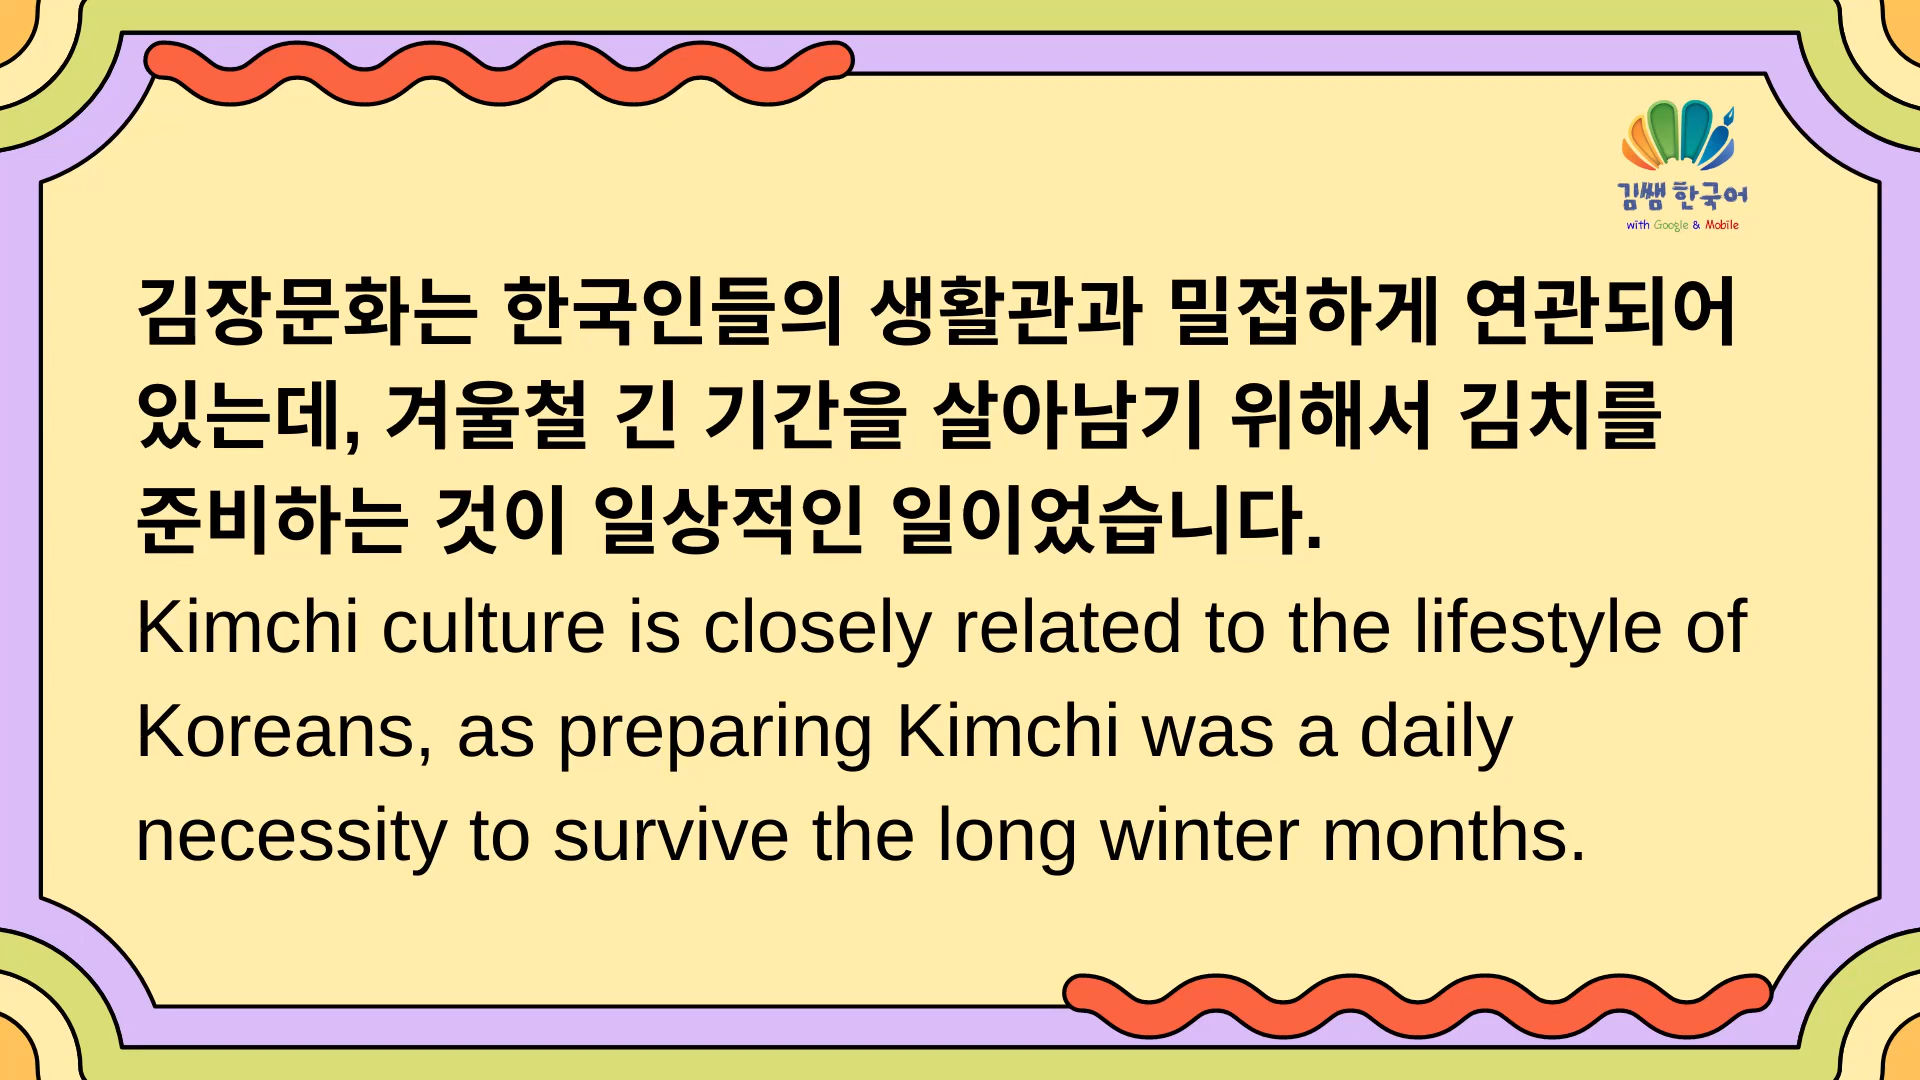 김쌤 한국어
with Google & Mobile
김장문화는 한국인들의 생활관과 밀접하게 연관되어
있는데, 겨울철 긴 기간을 살아남기 위해서 김치를
준비하는 것이 일상적인 일이었습니다.
Kimchi culture is closely related to the lifestyle of
Koreans, as preparing Kimchi was a daily
necessity to survive the long winter months.